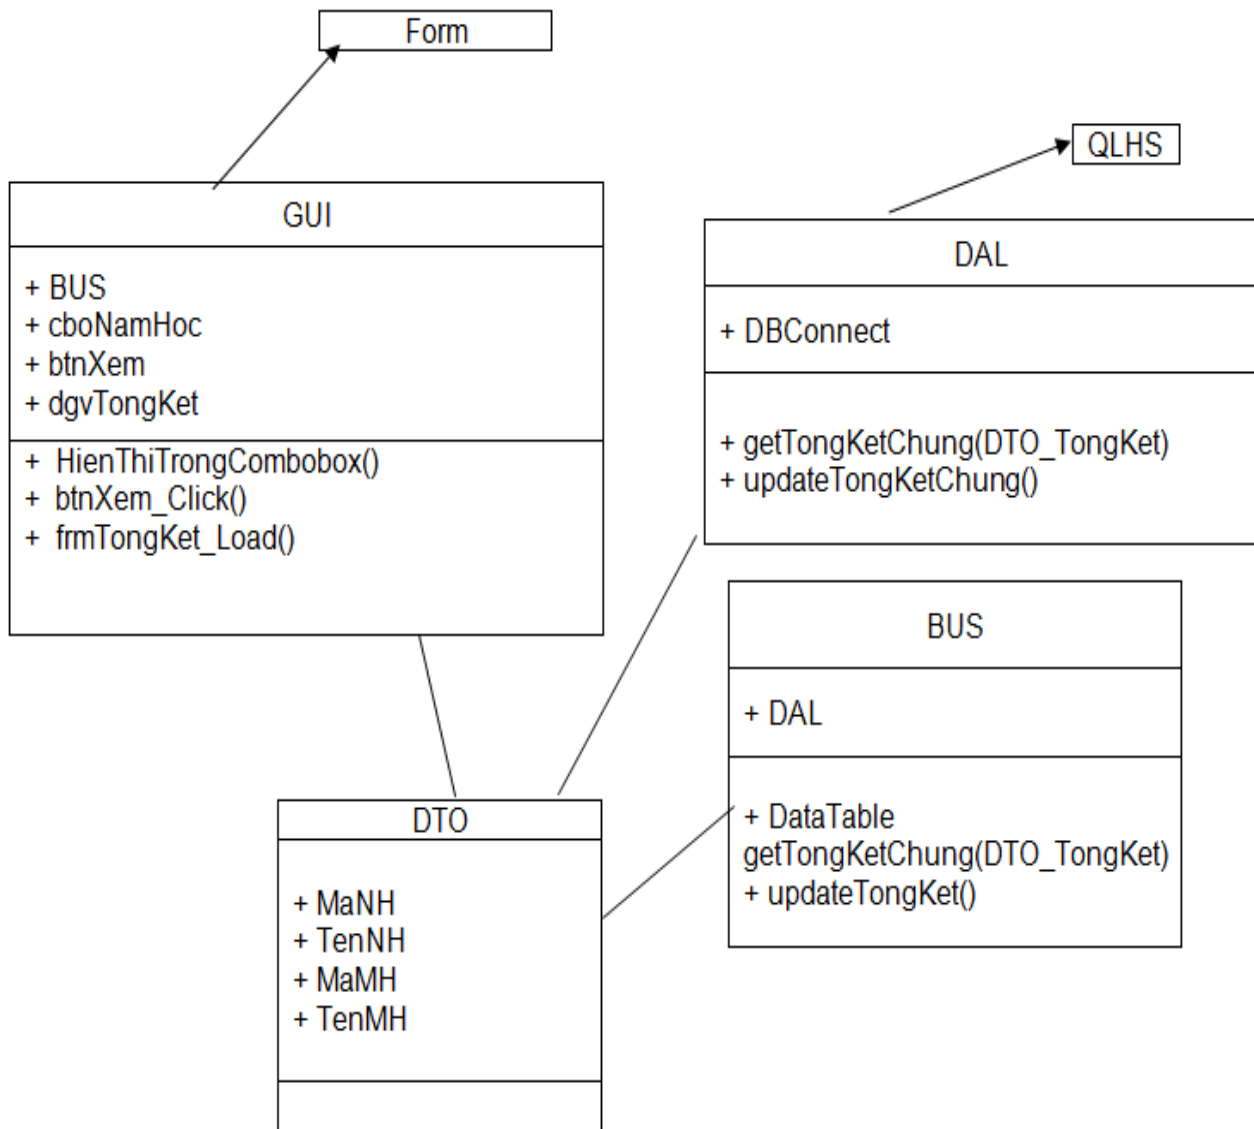 Form
QLHS
GUI
+ BUS
+ cboNamHoc
+ btnXem
+ dgvTongKet
+ HienThiTrongCombobox()
+ btnXem_Click()
+ frmTongKet_Load()
DAL
+ DBConnect
+ getTongKetChung(DTO_TongKet)
+ updateTongKetChung()
BUS
+ DAL
+ DataTable
getTongKetChung(DTO_TongKet)
+ updateTongKet()
DTO
+ MaNH
+ TenNH
+ MaMH
+ TenMH